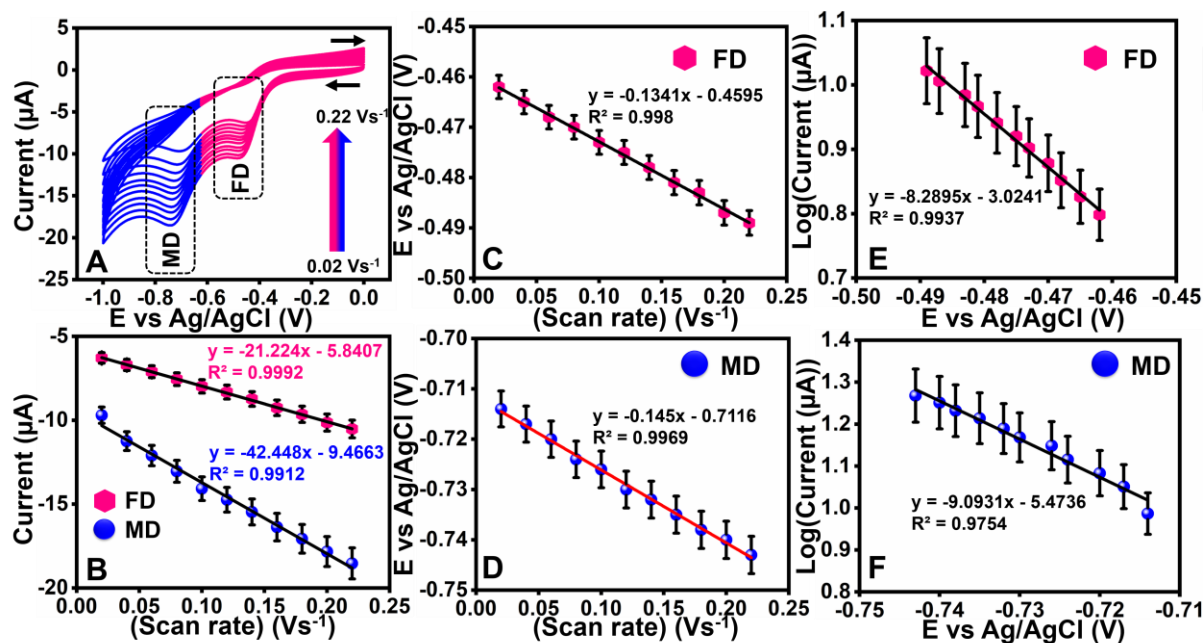 5
0
-5
-10
-15
-20
-25
Current (µA)
0.22 Vs-1
FD
MD
0.02 Vs-1
A
-1.0 -0.8 -0.6 -0.4 -0.2 0.0
E vs Ag/AgCl (V)
-0.45
-0.46
-0.47
-0.48
-0.49
-0.50
E vs Ag/AgCl (V)
FD
y = -0.1341x - 0.4595
R² = 0.998
C
0.00 0.05 0.10 0.15 0.20 0.25
(Scan rate) (Vs-1)
1.1
1.0
0.9
0.8
0.7
Log(Current (µA))
FD
y = -8.2895x - 3.0241
R² = 0.9937
E
-0.50 -0.49 -0.48 -0.47 -0.46 -0.45
E vs Ag/AgCl (V)
-5
-10
-15
-20
Current (µA)
y = -21.224x - 5.8407
R² = 0.9992
y = -42.448x - 9.4663
R² = 0.9912
FD
MD
B
0.00 0.05 0.10 0.15 0.20 0.25
(Scan rate) (Vs-1)
-0.70
-0.71
-0.72
-0.73
-0.74
-0.75
E vs Ag/AgCl (V)
MD
y = -0.145x - 0.7116
R² = 0.9969
D
0.00 0.05 0.10 0.15 0.20 0.25
(Scan rate) (Vs-1)
1.4
1.3
1.2
1.1
1.0
0.9
0.8
Log(Current (µA))
MD
y = -9.0931x - 5.4736
R² = 0.9754
F
-0.75 -0.74 -0.73 -0.72 -0.71
E vs Ag/AgCl (V)